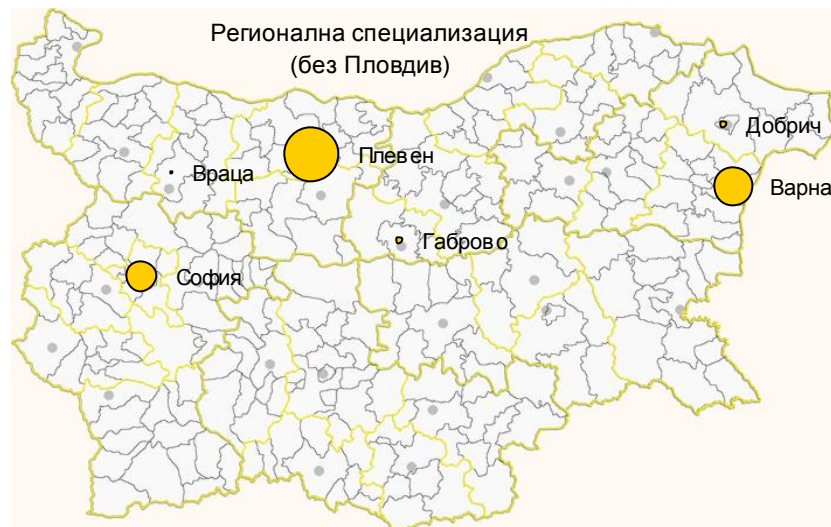 Регионална специализация
(без Пловдив)
Добрич
Плевен
Враца
Варна
Габрово
София